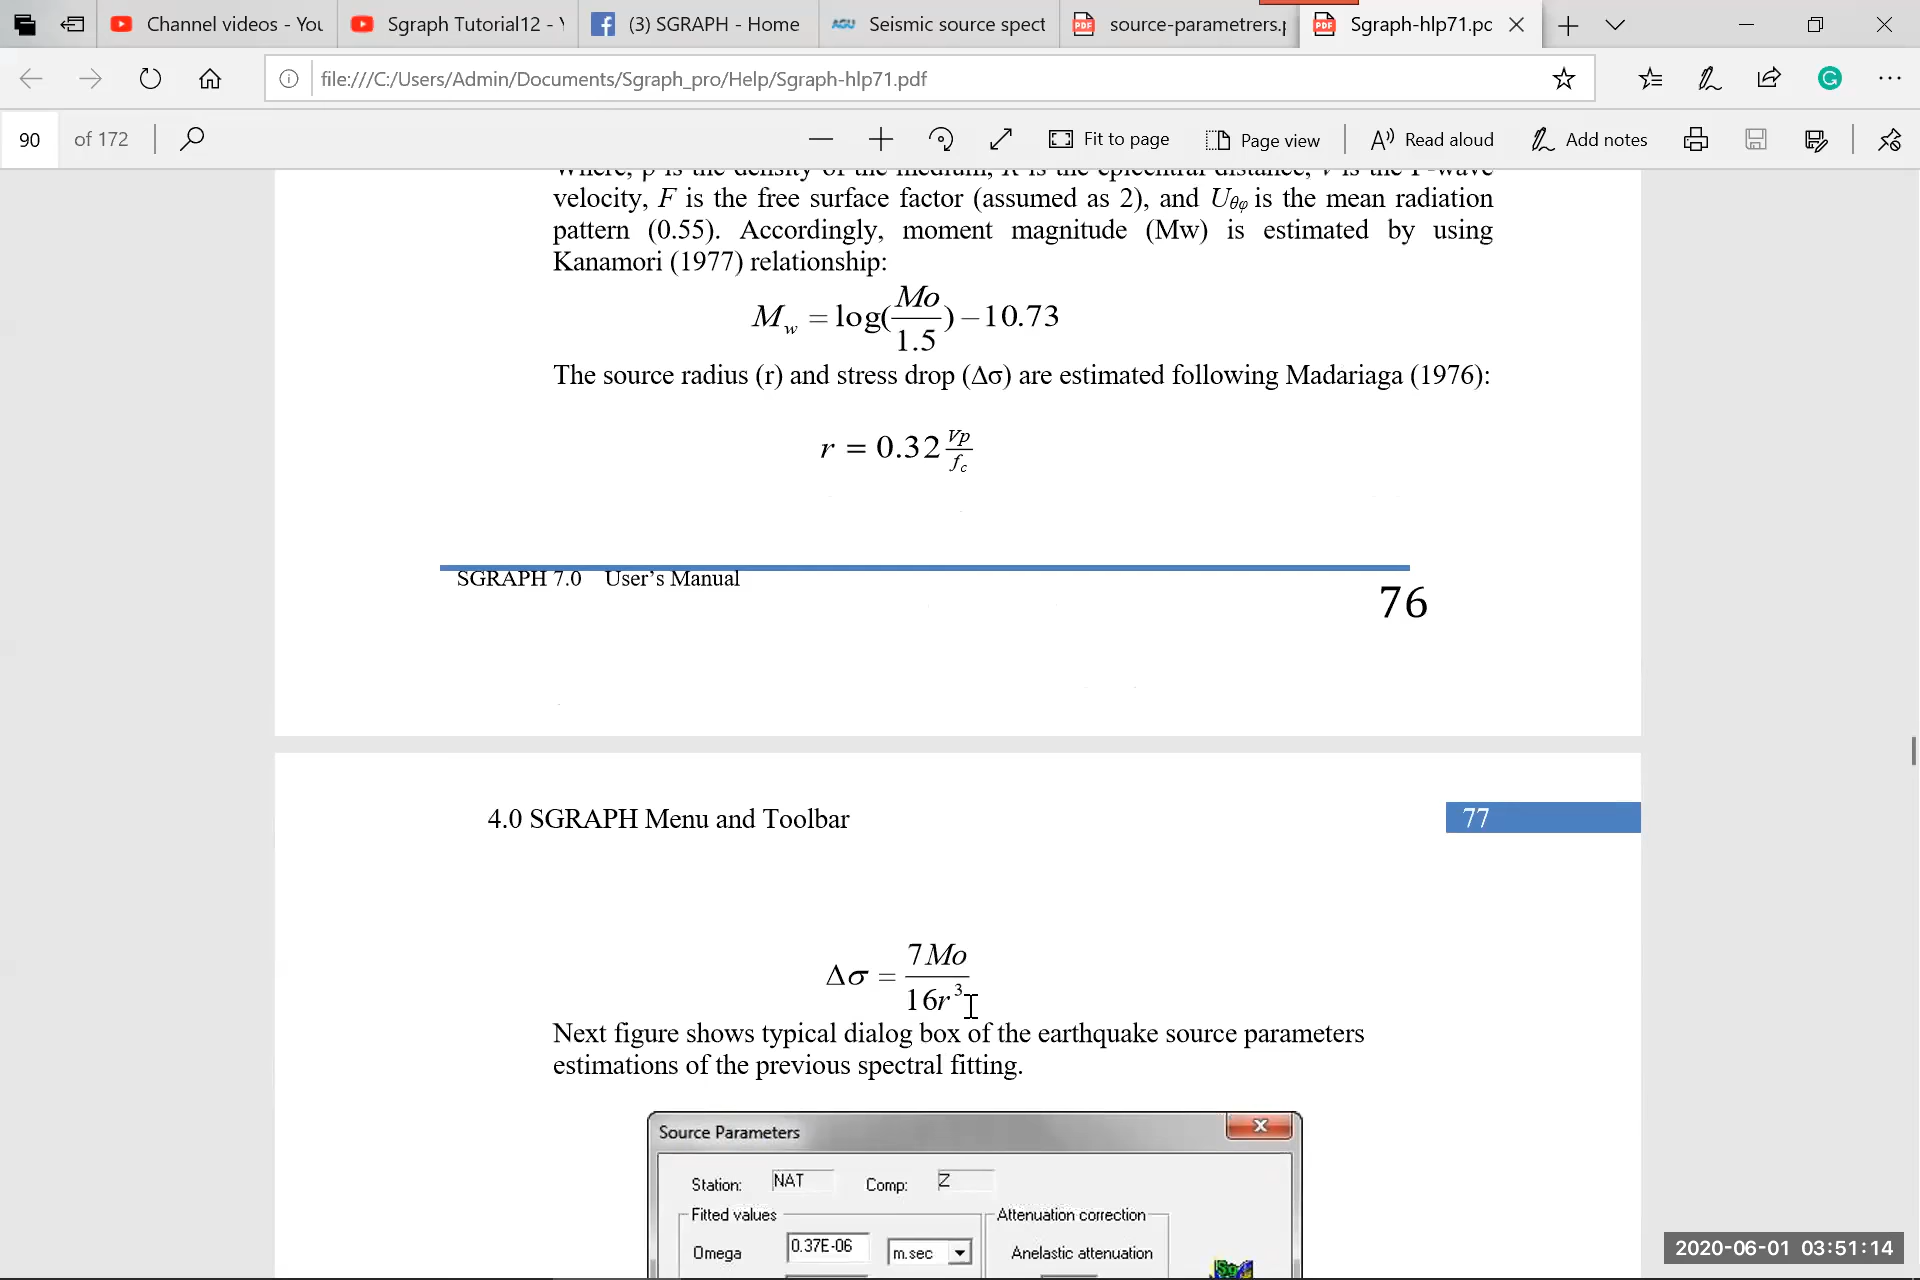 Channel videos - You
Sgraph Tutorial12 - Y
(3) SGRAPH - Home
AGU Seismic source spect
PDF source-parametrers.p
PDF Sgraph-hlp71.pc
file:///C:/Users/Admin/Documents/Sgraph_pro/Help/Sgraph-hlp71.pdf
90 of 172
Fit to page
Page view
Read aloud
Add notes
Where, ρ is the density of the medium, R is the epicentral distance, V is the P-wave
velocity, F is the free surface factor (assumed as 2), and Uθφ is the mean radiation
pattern (0.55). Accordingly, moment magnitude (Mw) is estimated by using
Kanamori (1977) relationship:
Mw = log(Mo/1.5) – 10.73
The source radius (r) and stress drop (Δσ) are estimated following Madariaga (1976):
r = 0.32 Vp/fc
SGRAPH 7.0 User's Manual
76
4.0 SGRAPH Menu and Toolbar
77
Δσ = 7Mo/16r³
Next figure shows typical dialog box of the earthquake source parameters
estimations of the previous spectral fitting.
Source Parameters
Station: NAT Comp: Z
Fitted values
Attenuation correction
Omega 0.37E-06 m.sec
Anelastic attenuation
2020-06-01 03:51:14